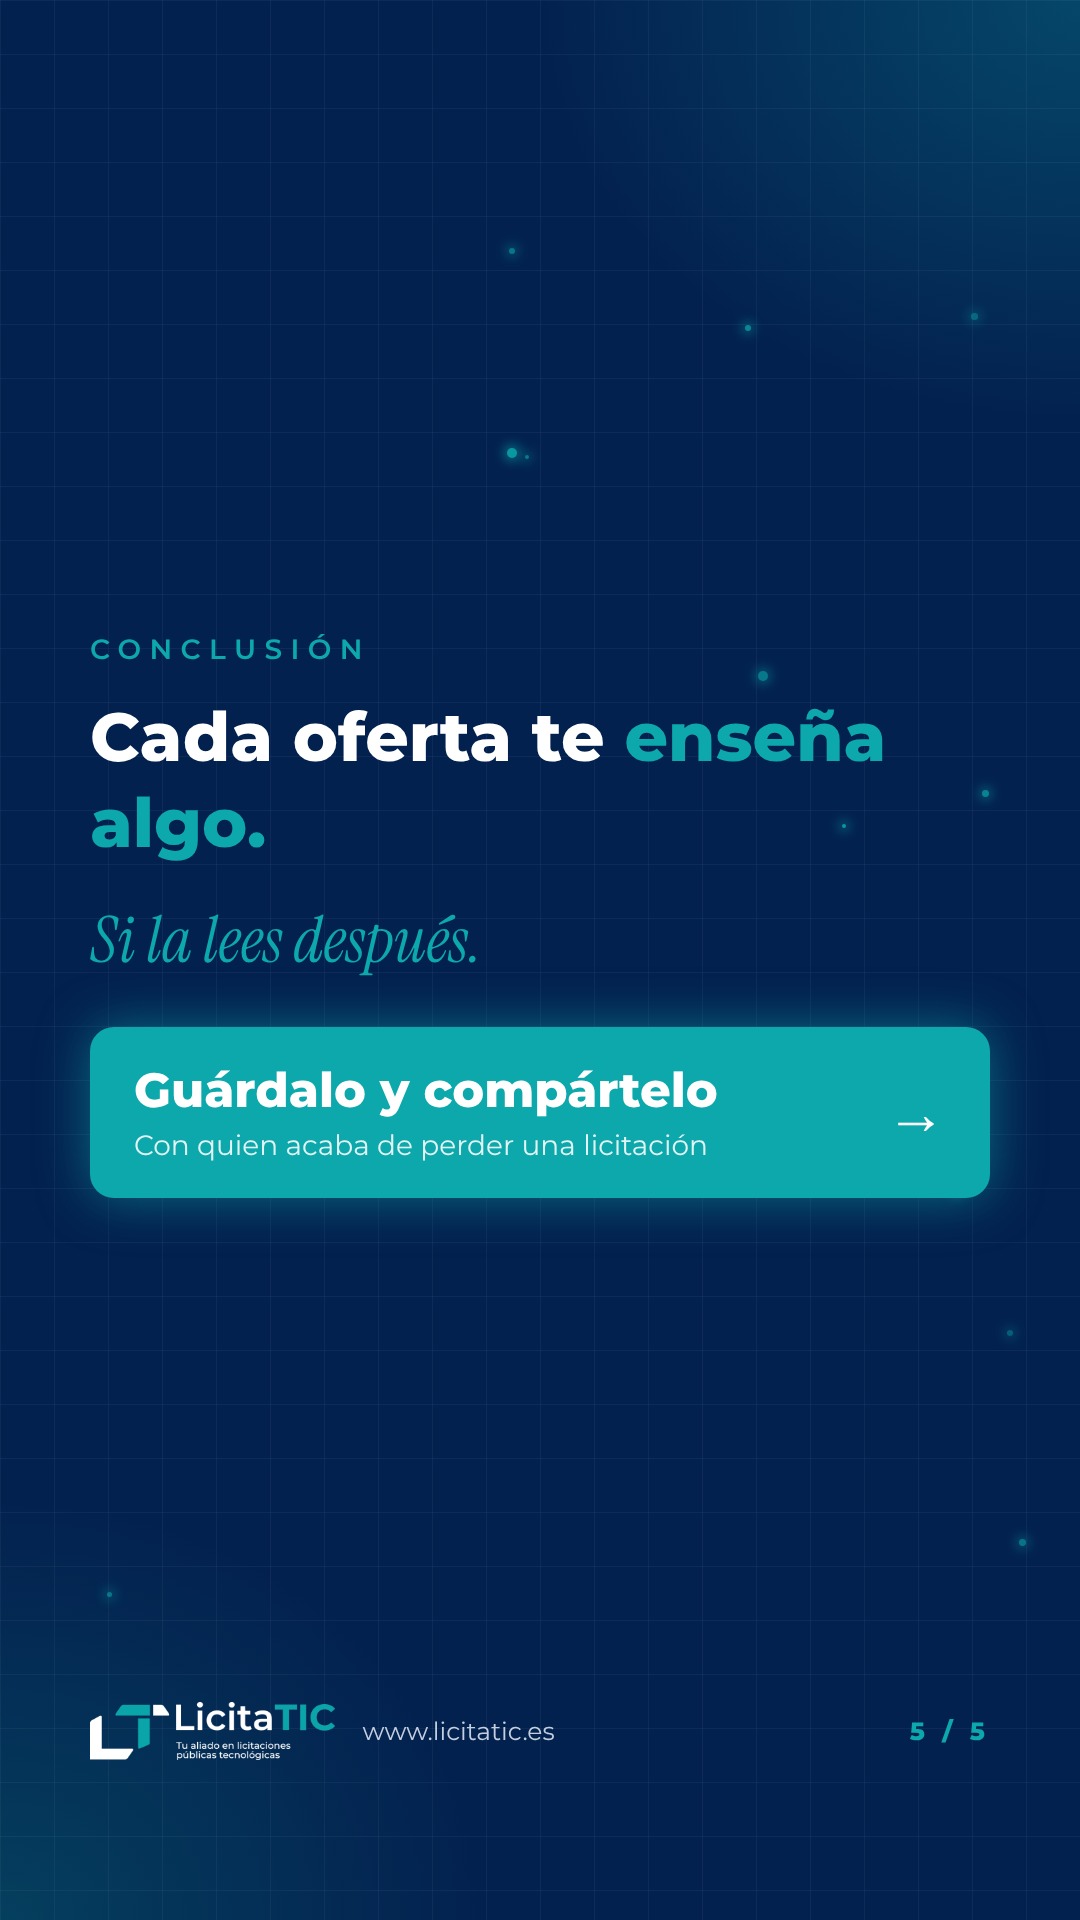 CONCLUSIÓN
Cada oferta te enseña
algo.
Si la lees después.
Guárdalo y compártelo
Con quien acaba de perder una licitación
→
LicitaTIC
Tu aliado en licitaciones
públicas tecnológicas
www.licitatic.es
5 / 5